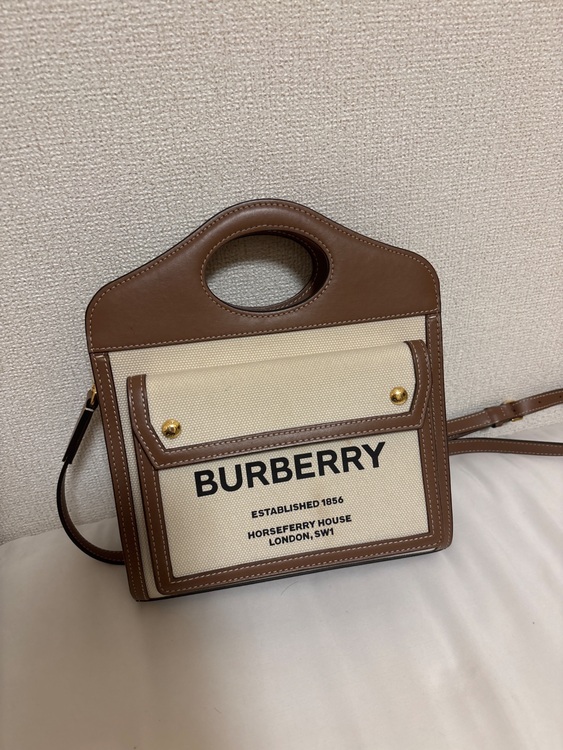 BURBERRY
ESTABLISHED 1856
HORSEFERRY HOUSE
LONDON, SW1